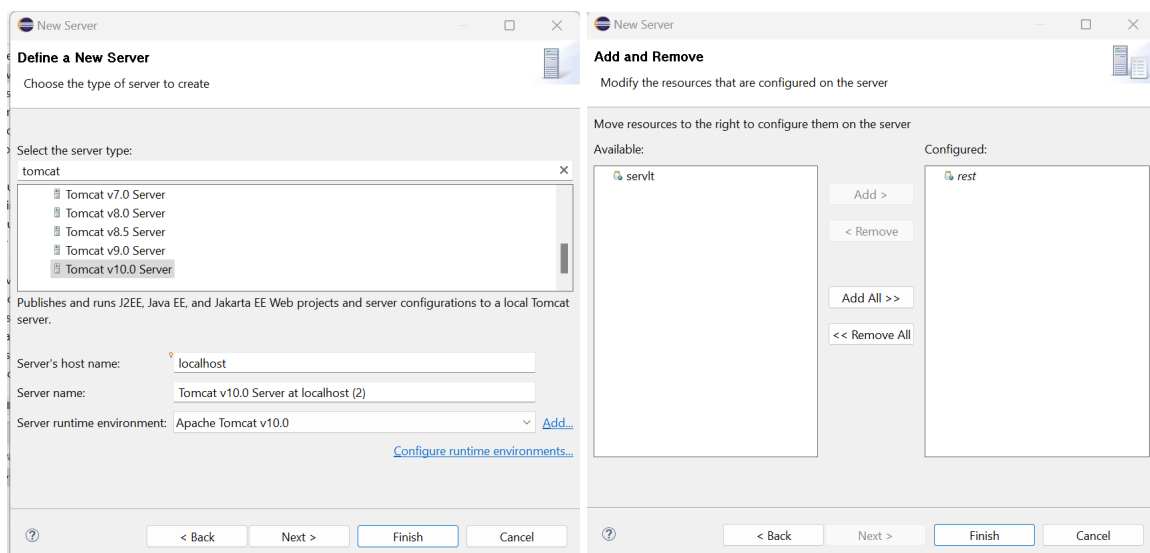 New Server
Define a New Server
Choose the type of server to create
Select the server type:
tomcat
Tomcat v7.0 Server
Tomcat v8.0 Server
Tomcat v8.5 Server
Tomcat v9.0 Server
Tomcat v10.0 Server
Publishes and runs J2EE, Java EE, and Jakarta EE Web projects and server configurations to a local Tomcat
server.
Server's host name: localhost
Server name: Tomcat v10.0 Server at localhost (2)
Server runtime environment: Apache Tomcat v10.0 Add...
Configure runtime environments...
? < Back Next > Finish Cancel
New Server
Add and Remove
Modify the resources that are configured on the server
Move resources to the right to configure them on the server
Available: Configured:
servlt rest
Add >
< Remove
Add All >>
<< Remove All
? < Back Next > Finish Cancel